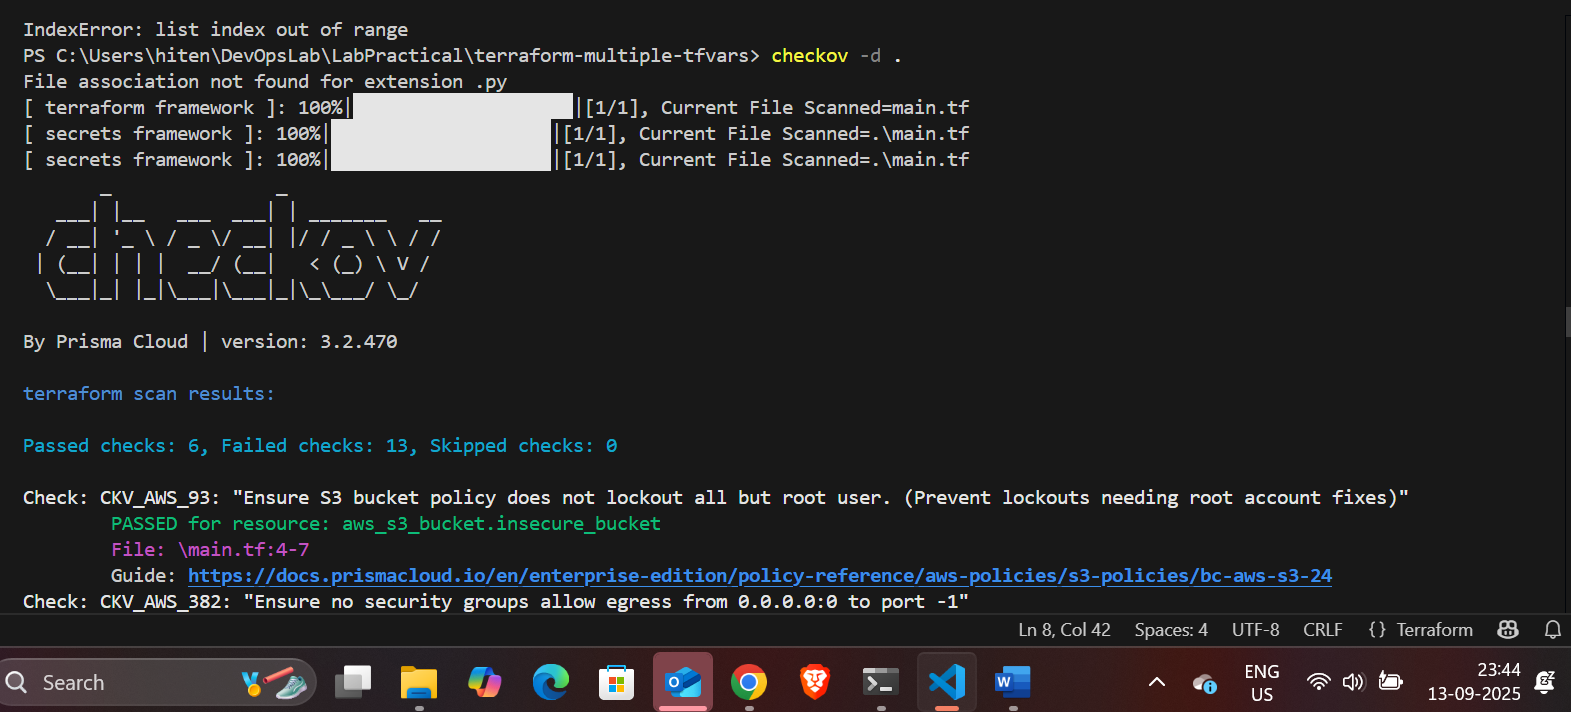 IndexError: list index out of range
PS C:\Users\hiten\DevOpsLab\LabPractical\terraform-multiple-tfvars> checkov -d .
File association not found for extension .py
[ terraform framework ]: 100%|                    |[1/1], Current File Scanned=main.tf
[ secrets framework ]: 100%|                    |[1/1], Current File Scanned=.\main.tf
[ secrets framework ]: 100%|                    |[1/1], Current File Scanned=.\main.tf
checkov
By Prisma Cloud | version: 3.2.470
terraform scan results:
Passed checks: 6, Failed checks: 13, Skipped checks: 0
Check: CKV_AWS_93: "Ensure S3 bucket policy does not lockout all but root user. (Prevent lockouts needing root account fixes)"
PASSED for resource: aws_s3_bucket.insecure_bucket
File: \main.tf:4-7
Guide: https://docs.prismacloud.io/en/enterprise-edition/policy-reference/aws-policies/s3-policies/bc-aws-s3-24
Check: CKV_AWS_382: "Ensure no security groups allow egress from 0.0.0.0:0 to port -1"
Ln 8, Col 42 Spaces: 4 UTF-8 CRLF {} Terraform
Search
ENG
US
23:44
13-09-2025